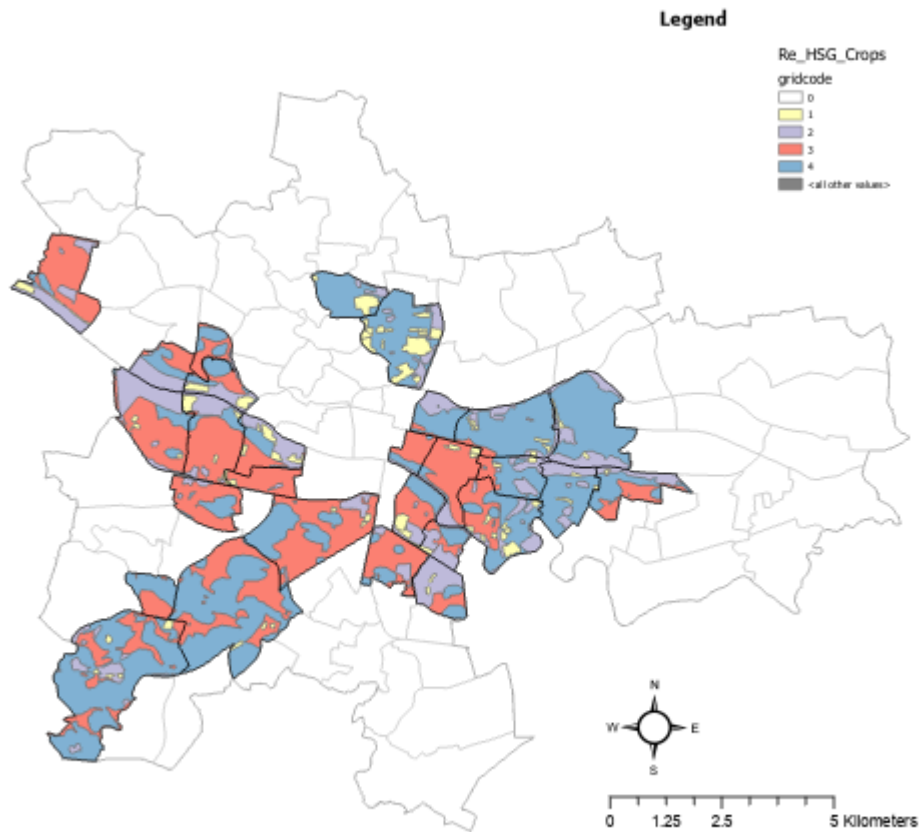 Legend
Re_HSG_Crops
gridcode
0
1
2
3
4
<all other values>
N
W E
S
0 1.25 2.5 5 Kilometers